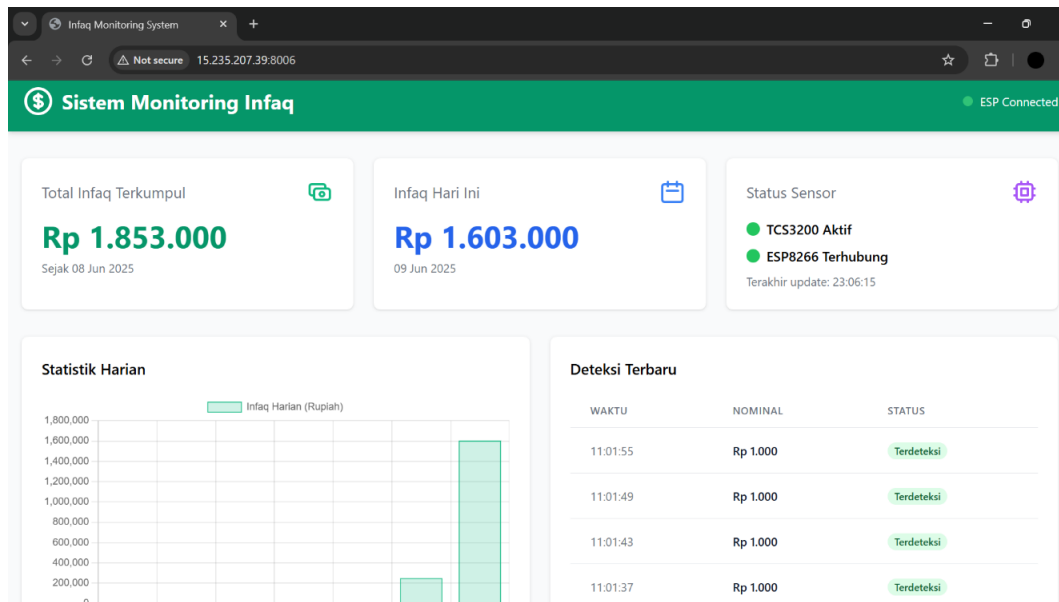 Infaq Monitoring System
Not secure 15.235.207.39:8006
Sistem Monitoring Infaq
ESP Connected
Total Infaq Terkumpul
Rp 1.853.000
Sejak 08 Jun 2025
Infaq Hari Ini
Rp 1.603.000
09 Jun 2025
Status Sensor
TCS3200 Aktif
ESP8266 Terhubung
Terakhir update: 23:06:15
Statistik Harian
Infaq Harian (Rupiah)
1,800,000
1,600,000
1,400,000
1,200,000
1,000,000
800,000
600,000
400,000
200,000
0
Deteksi Terbaru
WAKTU NOMINAL STATUS
11:01:55 Rp 1.000 Terdeteksi
11:01:49 Rp 1.000 Terdeteksi
11:01:43 Rp 1.000 Terdeteksi
11:01:37 Rp 1.000 Terdeteksi